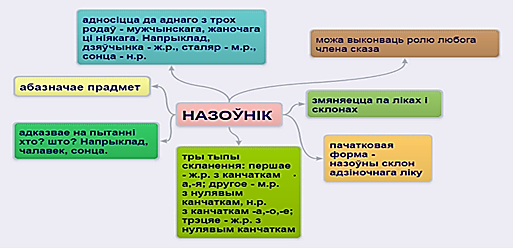 адносіцца да аднаго з трох
родаў - мужчынскага, жаночага
ці ніякага. Напрыклад,
дзяўчынка - ж.р., сталяр - м.р.,
сонца - н.р.
можа выконваць ролю любога
члена сказа
абазначае прадмет
змяняецца па ліках і
склонах
НАЗОЎНІК
адказвае на пытанні
хто? што? Напрыклад,
чалавек, сонца.
пачатковая
форма -
назоўны склон
адзіночнага ліку
тры тыпы
скланення: першае
- ж.р. з канчаткам -
а,-я; другое - м.р.
з нулявым
канчаткам, н.р.
з канчаткам -а,-о,-е;
трэцяе - ж.р. з
нулявым канчаткам